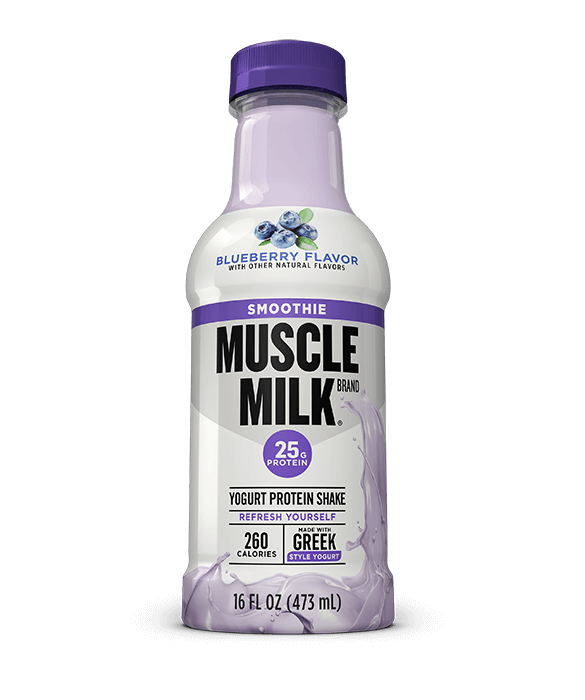 BLUEBERRY FLAVOR
WITH OTHER NATURAL FLAVORS
SMOOTHIE
MUSCLE
MILK® BRAND
25G
PROTEIN
YOGURT PROTEIN SHAKE
REFRESH YOURSELF
260
CALORIES
MADE WITH
GREEK
STYLE YOGURT
16 FL OZ (473 mL)